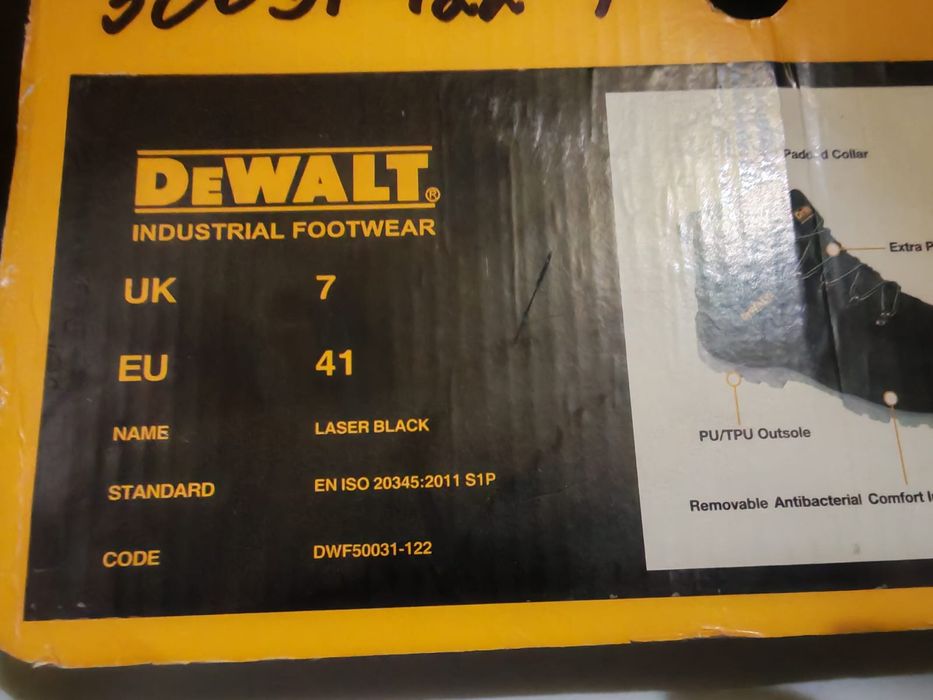 DEWALT®
INDUSTRIAL FOOTWEAR
UK 7
EU 41
NAME LASER BLACK
STANDARD EN ISO 20345:2011 S1P
CODE DWF50031-122
Padded Collar
Extra P
PU/TPU Outsole
Removable Antibacterial Comfort